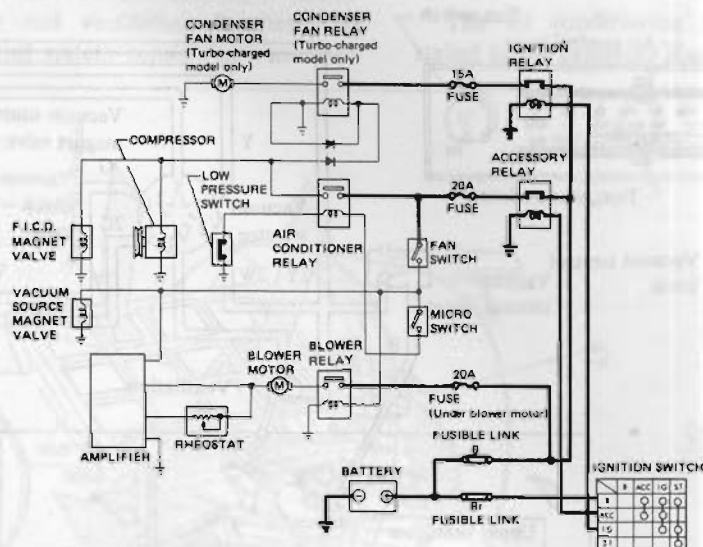 CONDENSER
FAN MOTOR
(Turbo-charged
model only)
CONDENSER
FAN RELAY
(Turbo-charged
model only)
IGNITION
RELAY
15A
FUSE
COMPRESSOR
LOW
PRESSURE
SWITCH
ACCESSORY
RELAY
20A
FUSE
F.I.C.D.
MAGNET
VALVE
AIR
CONDITIONER
RELAY
FAN
SWITCH
VACUUM
SOURCE
MAGNET
VALVE
MICRO
SWITCH
BLOWER
MOTOR
BLOWER
RELAY
20A
FUSE
(Under blower motor)
RHEOSTAT
AMPLIFIER
FUSIBLE LINK
BATTERY
Br
FUSIBLE LINK
IGNITION SWITCH
B ACC IG ST
B
ACC
IG
ST
M
M